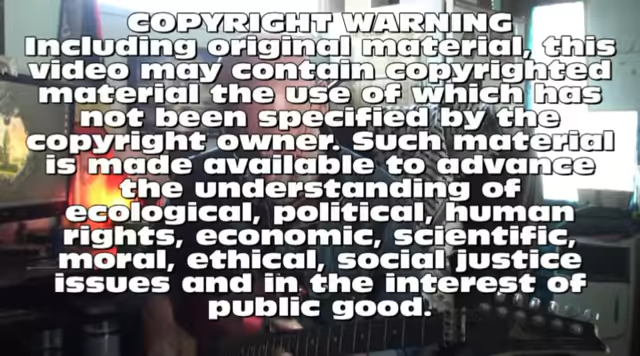 COPYRIGHT WARNING
Including original material, this
video may contain copyrighted
material the use of which has
not been specified by the
copyright owner. Such material
is made available to advance
the understanding of
ecological, political, human
rights, economic, scientific,
moral, ethical, social justice
issues and in the interest of
public good.